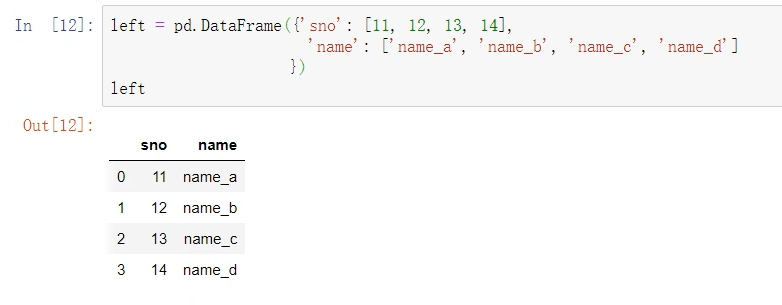 In [12]: left = pd.DataFrame({'sno': [11, 12, 13, 14],
'name': ['name_a', 'name_b', 'name_c', 'name_d']
})
left
Out[12]:
sno name
0 11 name_a
1 12 name_b
2 13 name_c
3 14 name_d